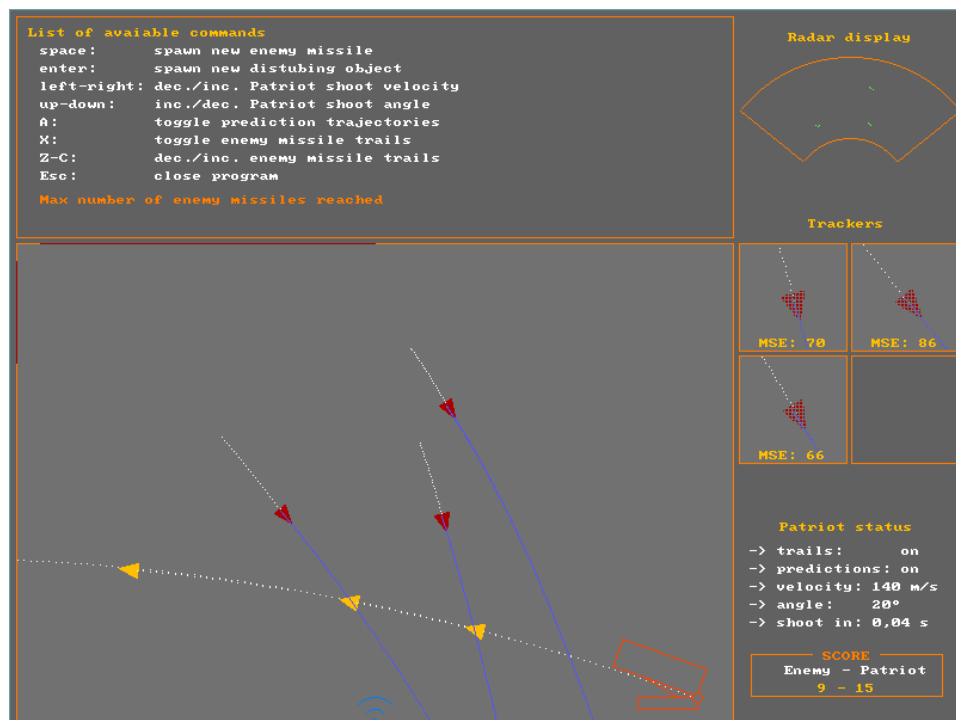 List of avaiable commands
space: spawn new enemy missile
enter: spawn new distubing object
left-right: dec./inc. Patriot shoot velocity
up-down: inc./dec. Patriot shoot angle
A: toggle prediction trajectories
X: toggle enemy missile trails
Z-C: dec./inc. enemy missile trails
Esc: close program
Max number of enemy missiles reached
Radar display
Trackers
MSE: 70
MSE: 86
MSE: 66
Patriot status
-> trails: on
-> predictions: on
-> velocity: 140 m/s
-> angle: 20°
-> shoot in: 0,04 s
SCORE
Enemy - Patriot
9 - 15